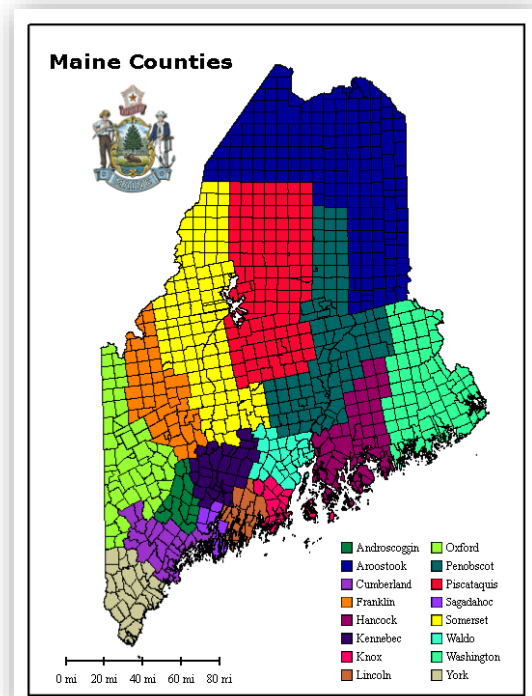 Maine Counties
Androscoggin
Aroostook
Cumberland
Franklin
Hancock
Kennebec
Knox
Lincoln
Oxford
Penobscot
Piscataquis
Sagadahoc
Somerset
Waldo
Washington
York
0 mi 20 mi 40 mi 60 mi 80 mi